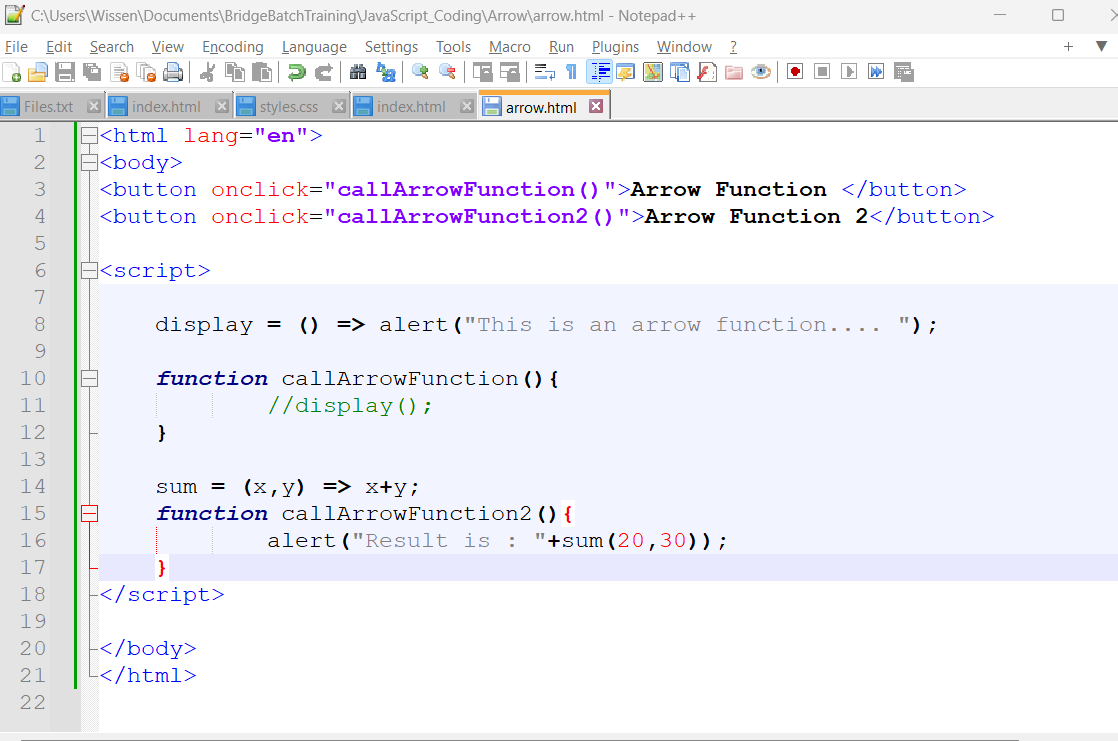 C:\Users\Wissen\Documents\BridgeBatchTraining\JavaScript_Coding\Arrow\arrow.html - Notepad++
File Edit Search View Encoding Language Settings Tools Macro Run Plugins Window ?
Files.txt index.html styles.css index.html arrow.html
1 <html lang="en">
2 <body>
3 <button onclick="callArrowFunction()">Arrow Function </button>
4 <button onclick="callArrowFunction2()">Arrow Function 2</button>
5
6 <script>
7
8 display = () => alert("This is an arrow function.... ");
9
10 function callArrowFunction(){
11 //display();
12 }
13
14 sum = (x,y) => x+y;
15 function callArrowFunction2(){
16 alert("Result is : "+sum(20,30));
17 }
18 </script>
19
20 </body>
21 </html>
22